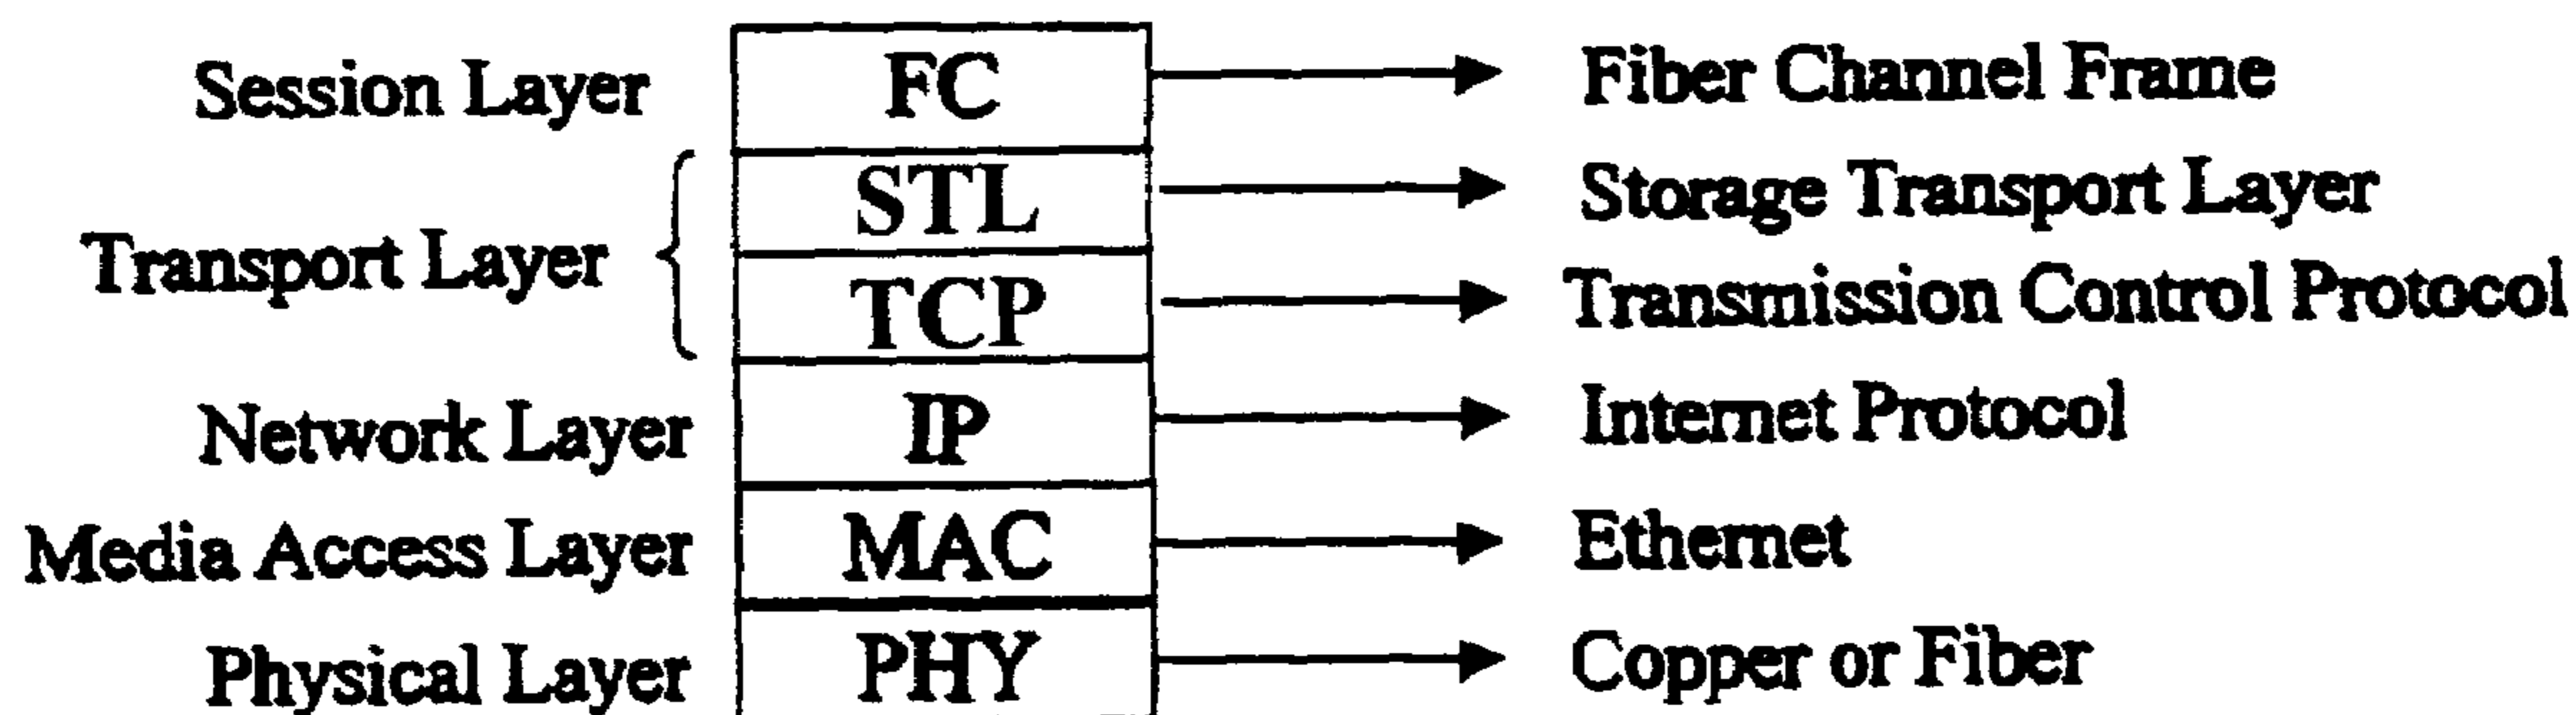 Session Layer FC Fiber Channel Frame
STL Storage Transport Layer
Transport Layer TCP Transmission Control Protocol
Network Layer IP Internet Protocol
Media Access Layer MAC Ethernet
Physical Layer PHY Copper or Fiber